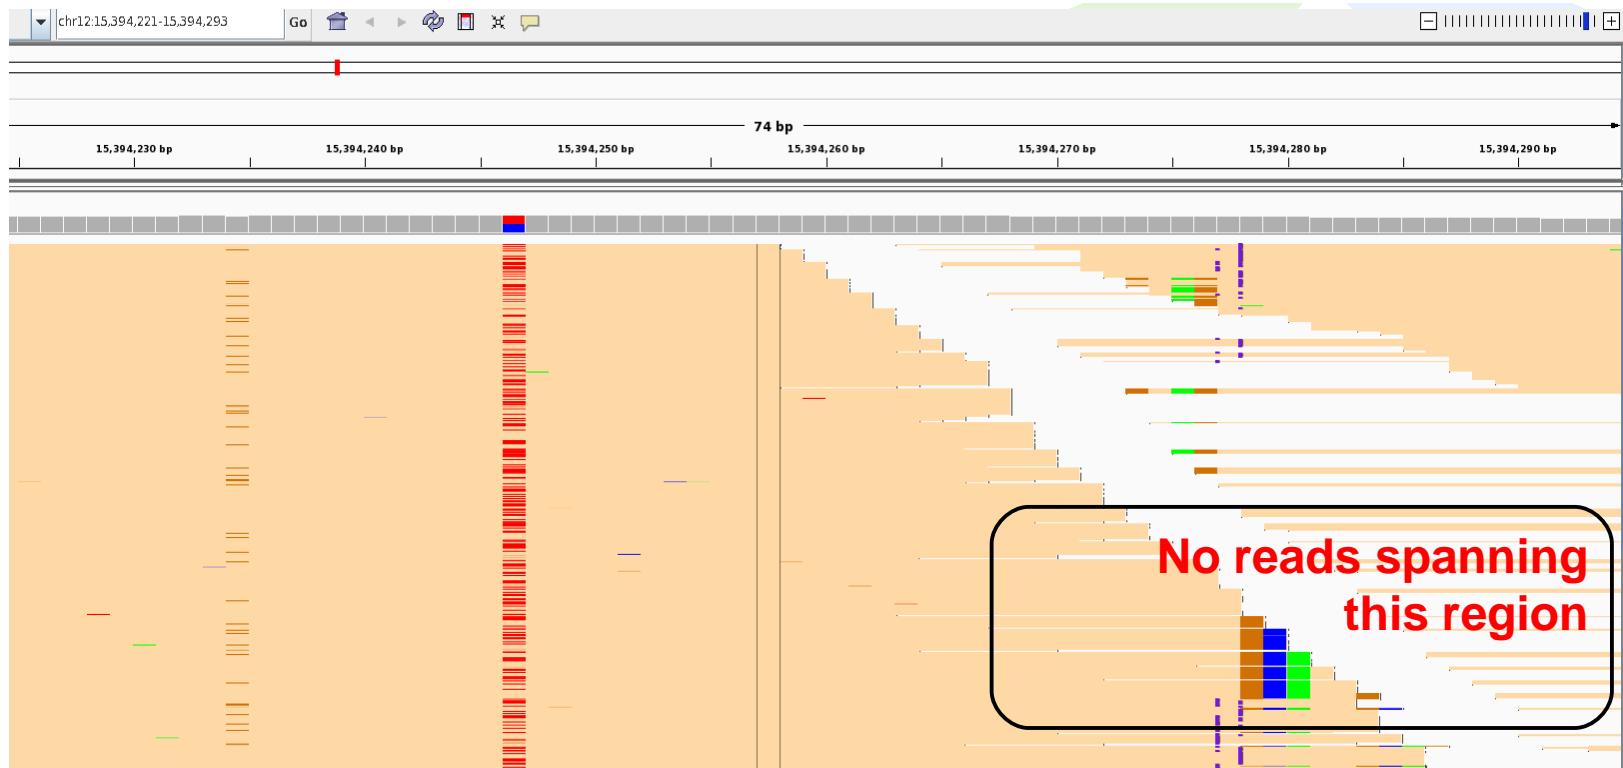 chr12:15,394,221-15,394,293 Go
74 bp
15,394,230 bp 15,394,240 bp 15,394,250 bp 15,394,260 bp 15,394,270 bp 15,394,280 bp 15,394,290 bp
No reads spanning
this region